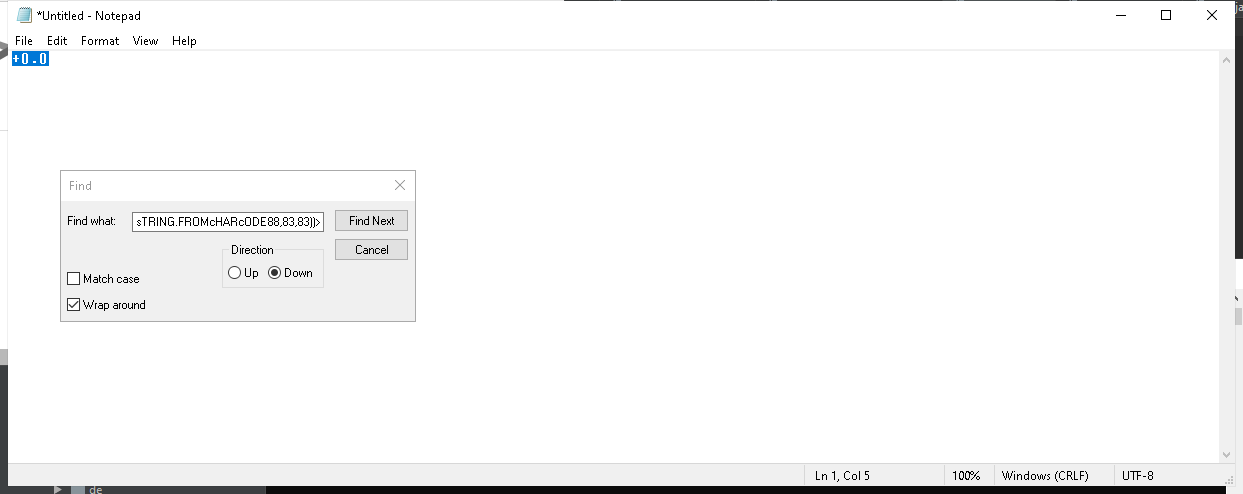 *Untitled - Notepad
File Edit Format View Help
+0.0
Find
Find what: sTRING.FROMcHARcODE88,83,83))> Find Next
Direction Cancel
Up Down
Match case
Wrap around
Ln 1, Col 5 100% Windows (CRLF) UTF-8
de